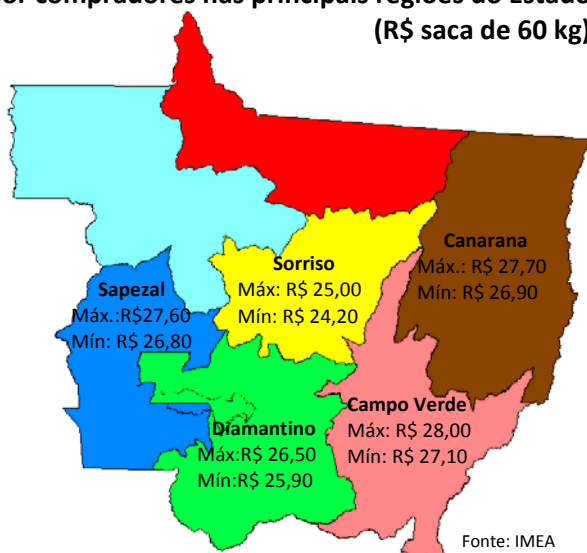 por compradores nas principais regiões do Estado
(R$ saca de 60 kg)
Canarana
Máx.: R$ 27,70
Mín: R$ 26,90
Sorriso
Máx: R$ 25,00
Mín: R$ 24,20
Sapezal
Máx.:R$27,60
Mín: R$ 26,80
Campo Verde
Máx: R$ 28,00
Mín: R$ 27,10
Diamantino
Máx:R$ 26,50
Mín:R$ 25,90
Fonte: IMEA